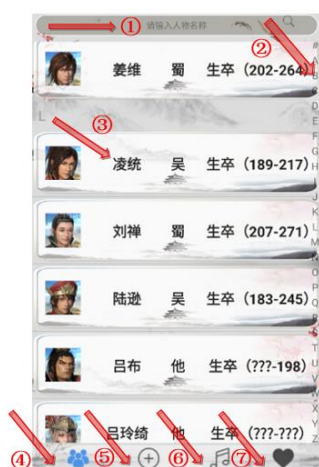 ① 请输入人物名称
②
姜维 蜀 生卒（202-264）
L
③
凌统 吴 生卒（189-217）
刘禅 蜀 生卒（207-271）
陆逊 吴 生卒（183-245）
吕布 他 生卒（???-198）
吕玲绮 他 生卒（???-???）
④ ⑤ ⑥ ⑦
#
A
B
C
D
E
F
G
H
I
J
K
L
M
N
O
P
Q
R
S
T
U
V
W
X
Y